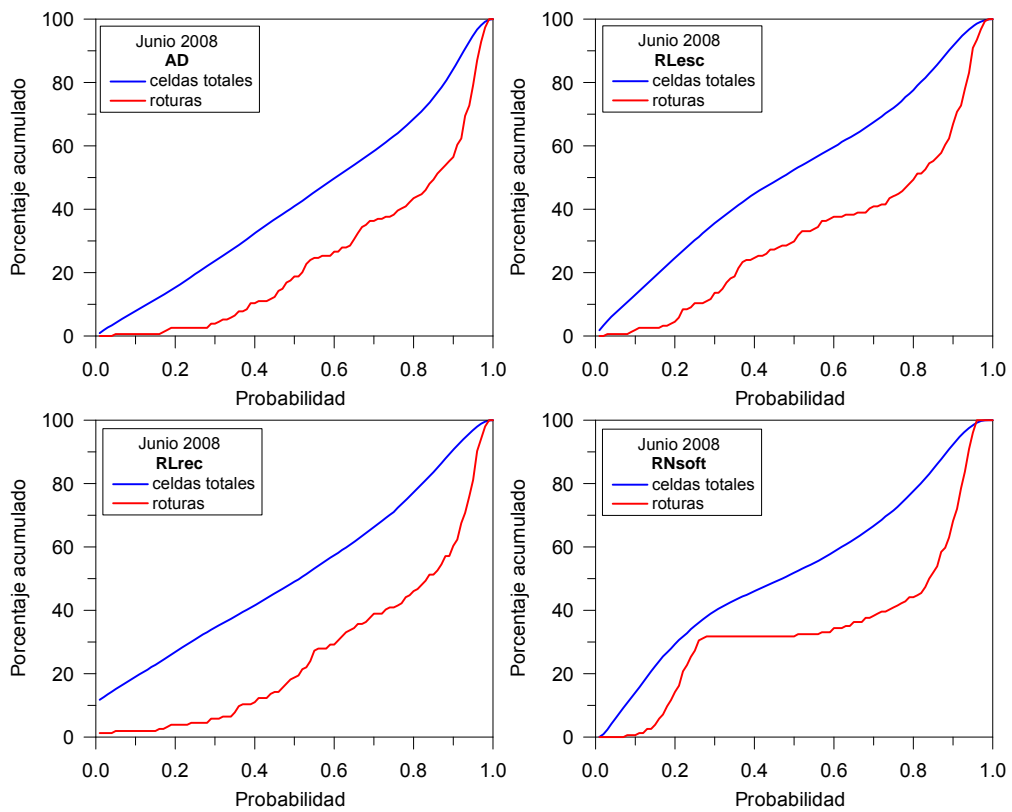 Porcentaje acumulado
100
80
60
40
20
0
Junio 2008
AD
celdas totales
roturas
0.0 0.2 0.4 0.6 0.8 1.0
Probabilidad
Porcentaje acumulado
100
80
60
40
20
0
Junio 2008
RLesc
celdas totales
roturas
0.0 0.2 0.4 0.6 0.8 1.0
Probabilidad
Porcentaje acumulado
100
80
60
40
20
0
Junio 2008
RLrec
celdas totales
roturas
0.0 0.2 0.4 0.6 0.8 1.0
Probabilidad
Porcentaje acumulado
100
80
60
40
20
0
Junio 2008
RNsoft
celdas totales
roturas
0.0 0.2 0.4 0.6 0.8 1.0
Probabilidad